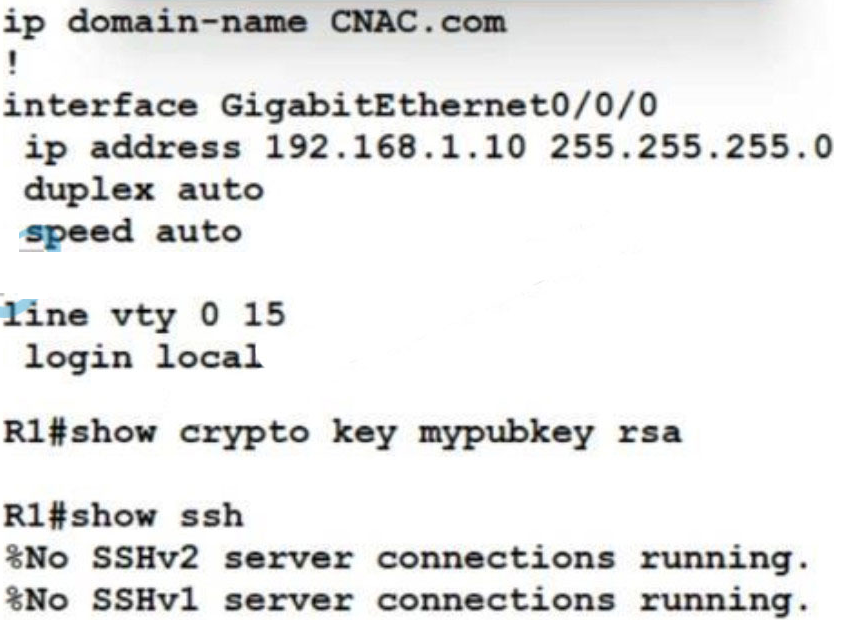 ip domain-name CNAC.com
!
interface GigabitEthernet0/0/0
ip address 192.168.1.10 255.255.255.0
duplex auto
speed auto
line vty 0 15
login local
R1#show crypto key mypubkey rsa
R1#show ssh
%No SSHv2 server connections running.
%No SSHv1 server connections running.